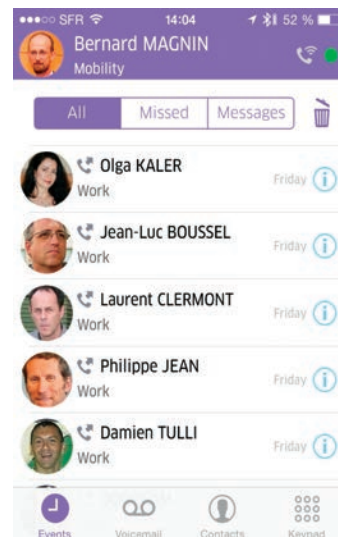 SFR 14:04 52 %
Bernard MAGNIN
Mobility
All Missed Messages
Olga KALER
Work
Friday
Jean-Luc BOUSSEL
Work
Friday
Laurent CLERMONT
Work
Friday
Philippe JEAN
Work
Friday
Damien TULLI
Work
Friday
Events Voicemail Contacts Keypad